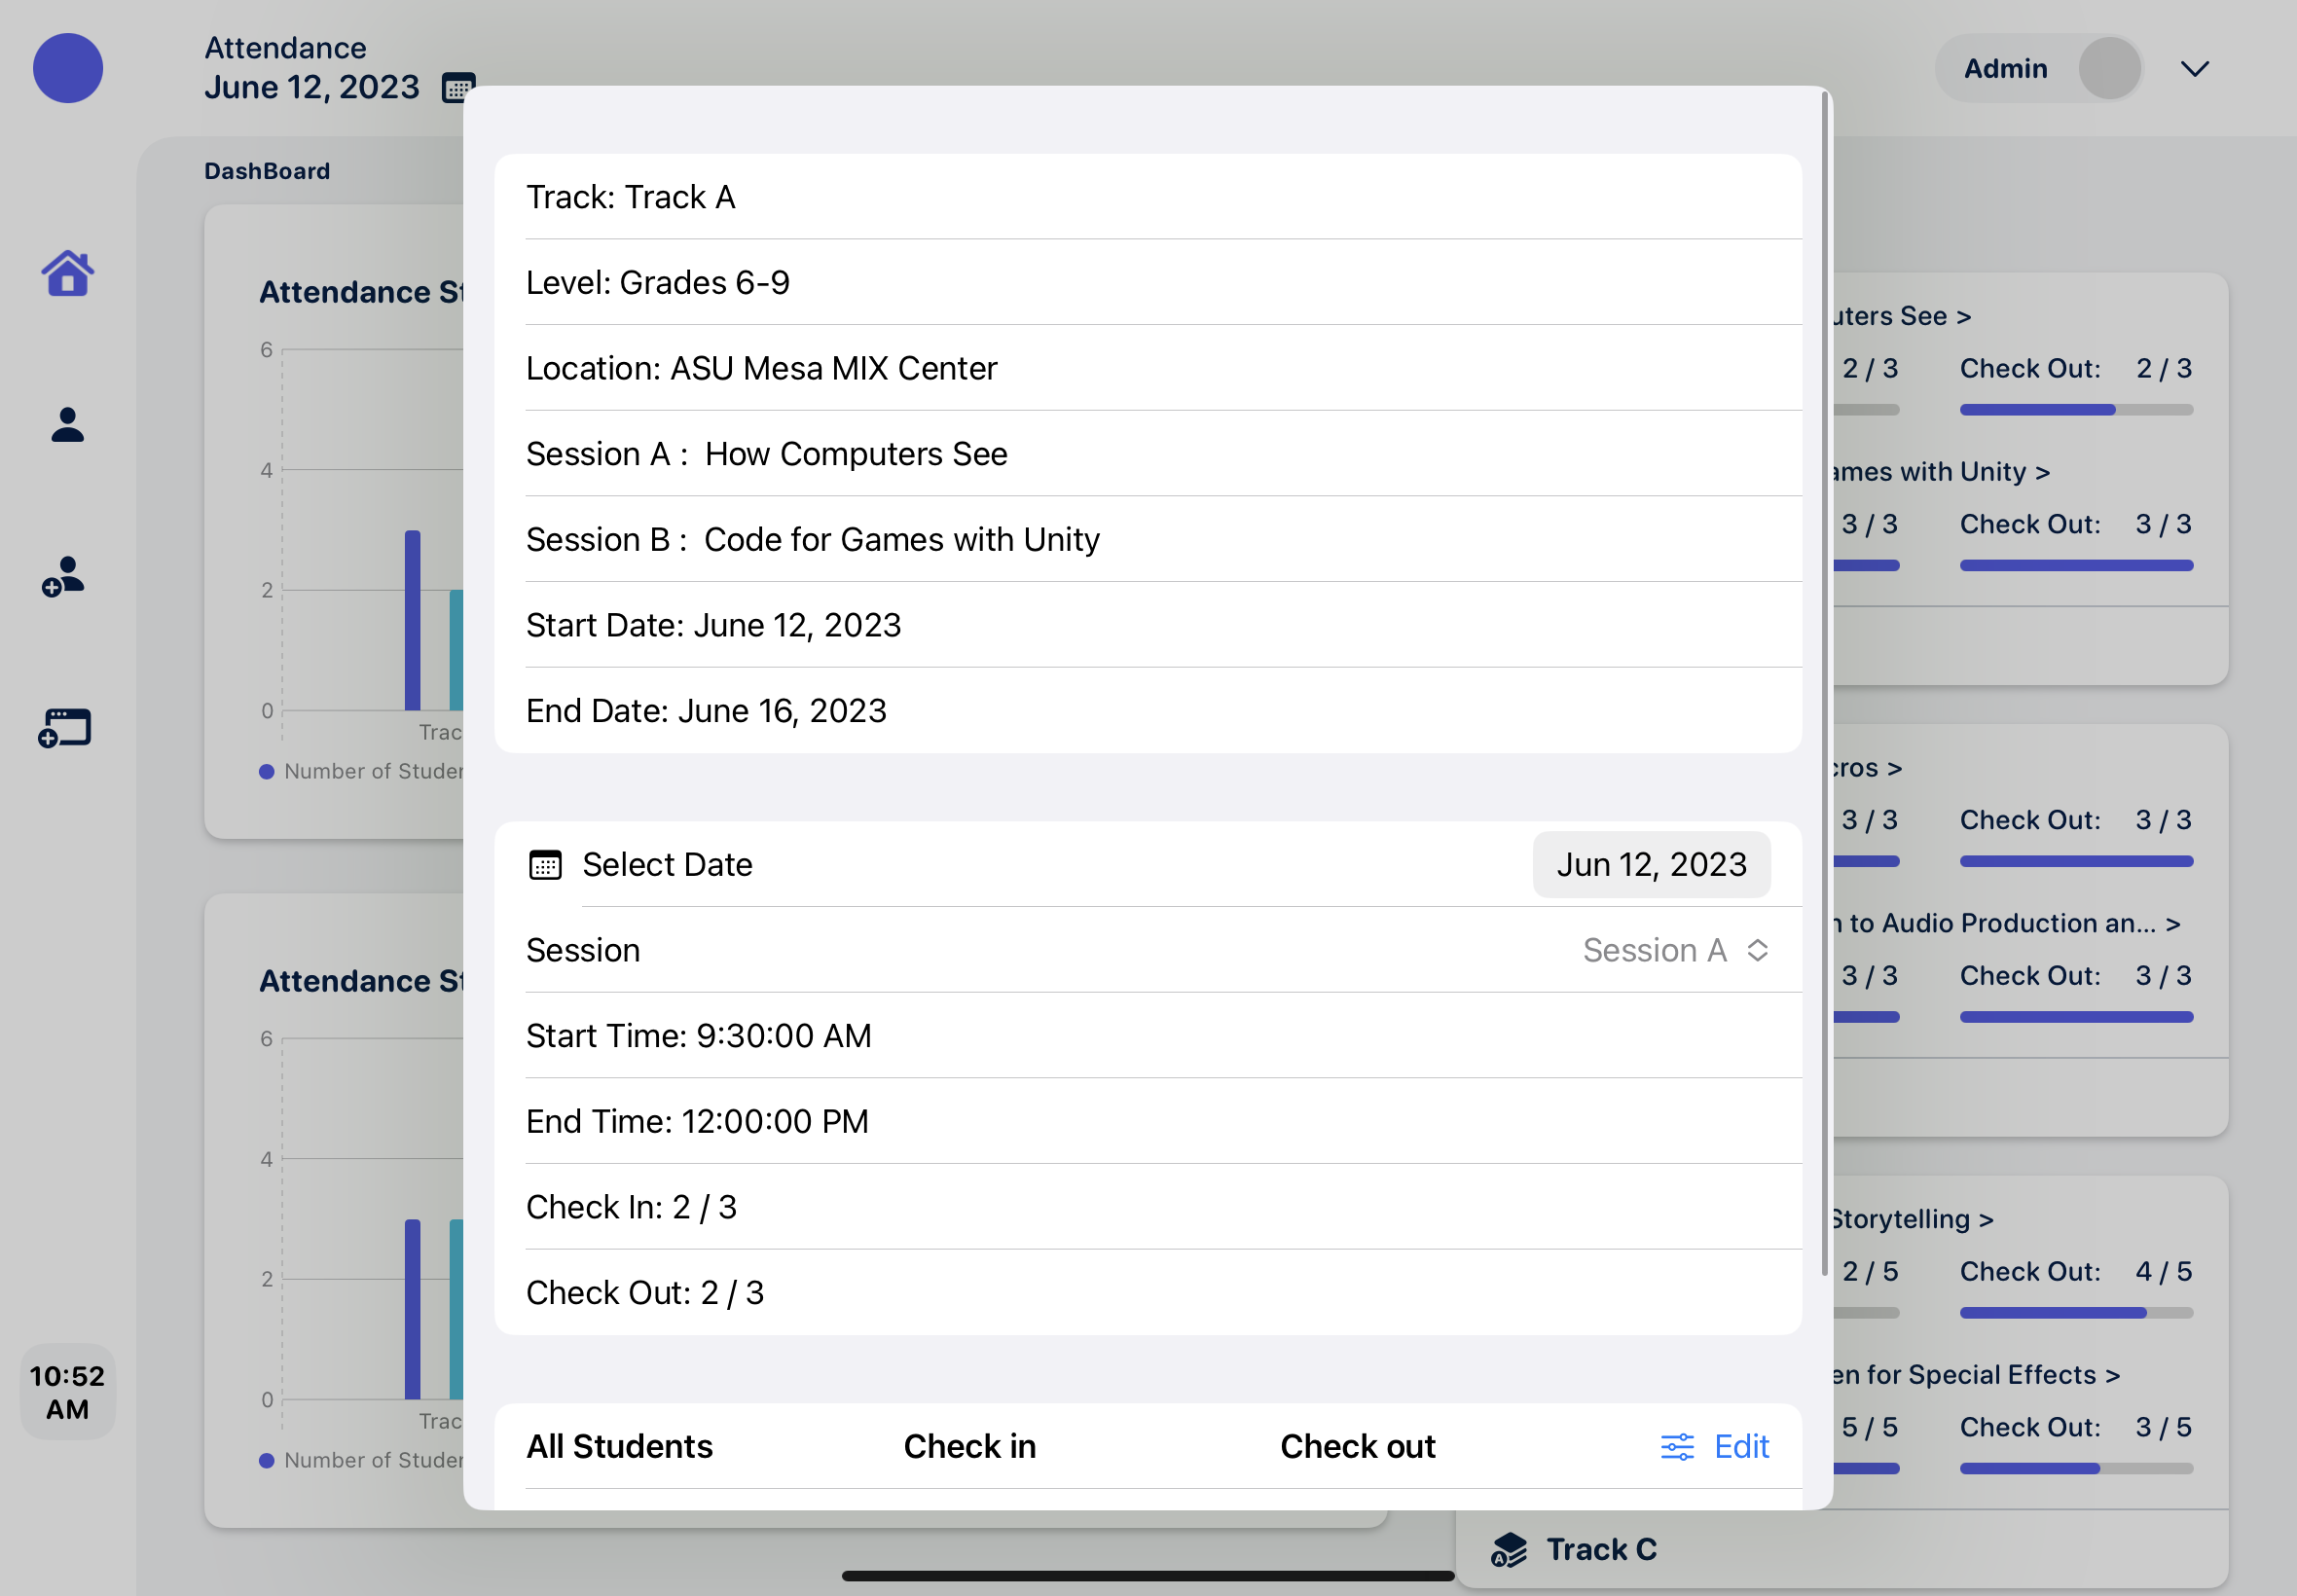 Attendance
June 12, 2023
Admin
DashBoard
Attendance St
6
4
2
0
Trac
Number of Studen
Attendance St
6
4
2
0
Trac
Number of Studen
10:52
AM
Track: Track A
Level: Grades 6-9
Location: ASU Mesa MIX Center
Session A :  How Computers See
Session B :  Code for Games with Unity
Start Date: June 12, 2023
End Date: June 16, 2023
Select Date
Jun 12, 2023
Session
Session A
Start Time: 9:30:00 AM
End Time: 12:00:00 PM
Check In: 2 / 3
Check Out: 2 / 3
All Students
Check in
Check out
Edit
uters See >
2 / 3
Check Out: 2 / 3
ames with Unity >
3 / 3
Check Out: 3 / 3
cros >
3 / 3
Check Out: 3 / 3
n to Audio Production an... >
3 / 3
Check Out: 3 / 3
Storytelling >
2 / 5
Check Out: 4 / 5
en for Special Effects >
5 / 5
Check Out: 3 / 5
A
Track C